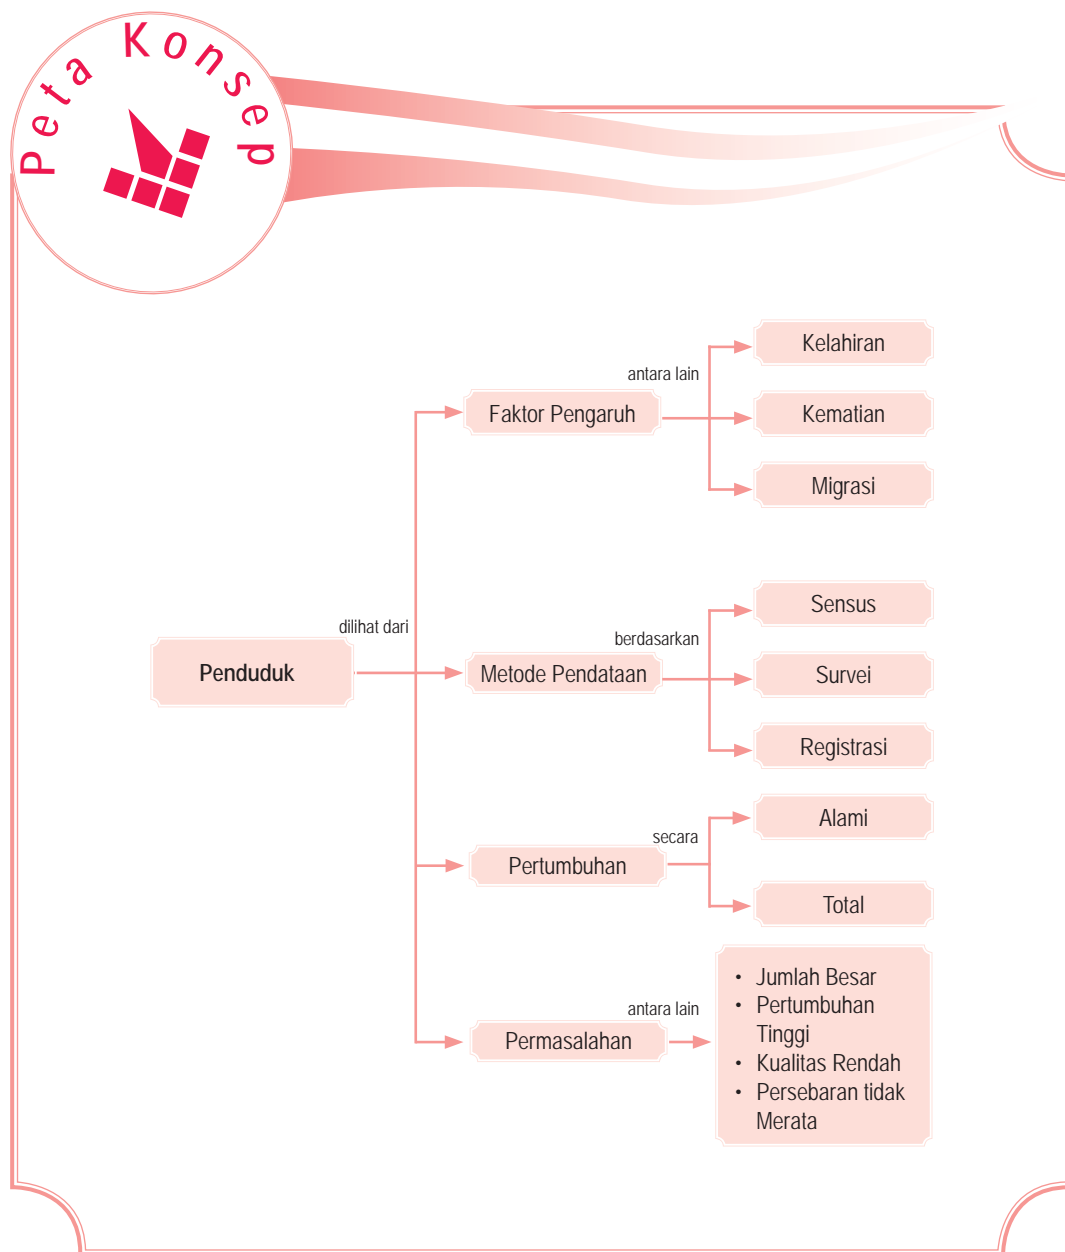 Peta Konsep
Penduduk
dilihat dari
Faktor Pengaruh
antara lain
Kelahiran
Kematian
Migrasi
Metode Pendataan
berdasarkan
Sensus
Survei
Registrasi
Pertumbuhan
secara
Alami
Total
Permasalahan
antara lain
• Jumlah Besar
• Pertumbuhan
Tinggi
• Kualitas Rendah
• Persebaran tidak
Merata